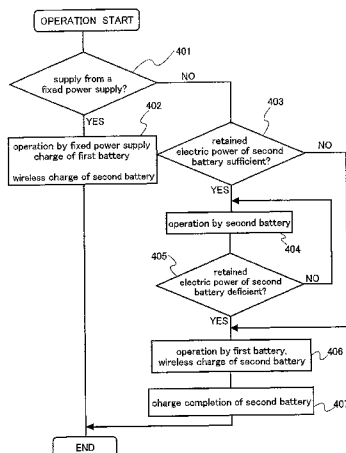 OPERATION START
401
supply from a
fixed power supply?
NO
YES
402
403
operation by fixed power supply
charge of first battery
wireless charge of second battery
retained
electric power of second
battery sufficient?
NO
YES
operation by second battery
404
405
retained
electric power of second
battery deficient?
NO
YES
operation by first battery,
wireless charge of second battery
406
charge completion of second battery
407
END